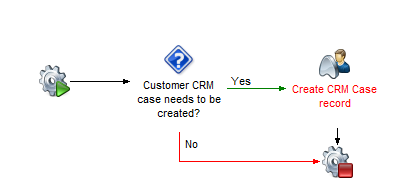 Customer CRM
case needs to be
created?
Yes
Create CRM Case
record
No